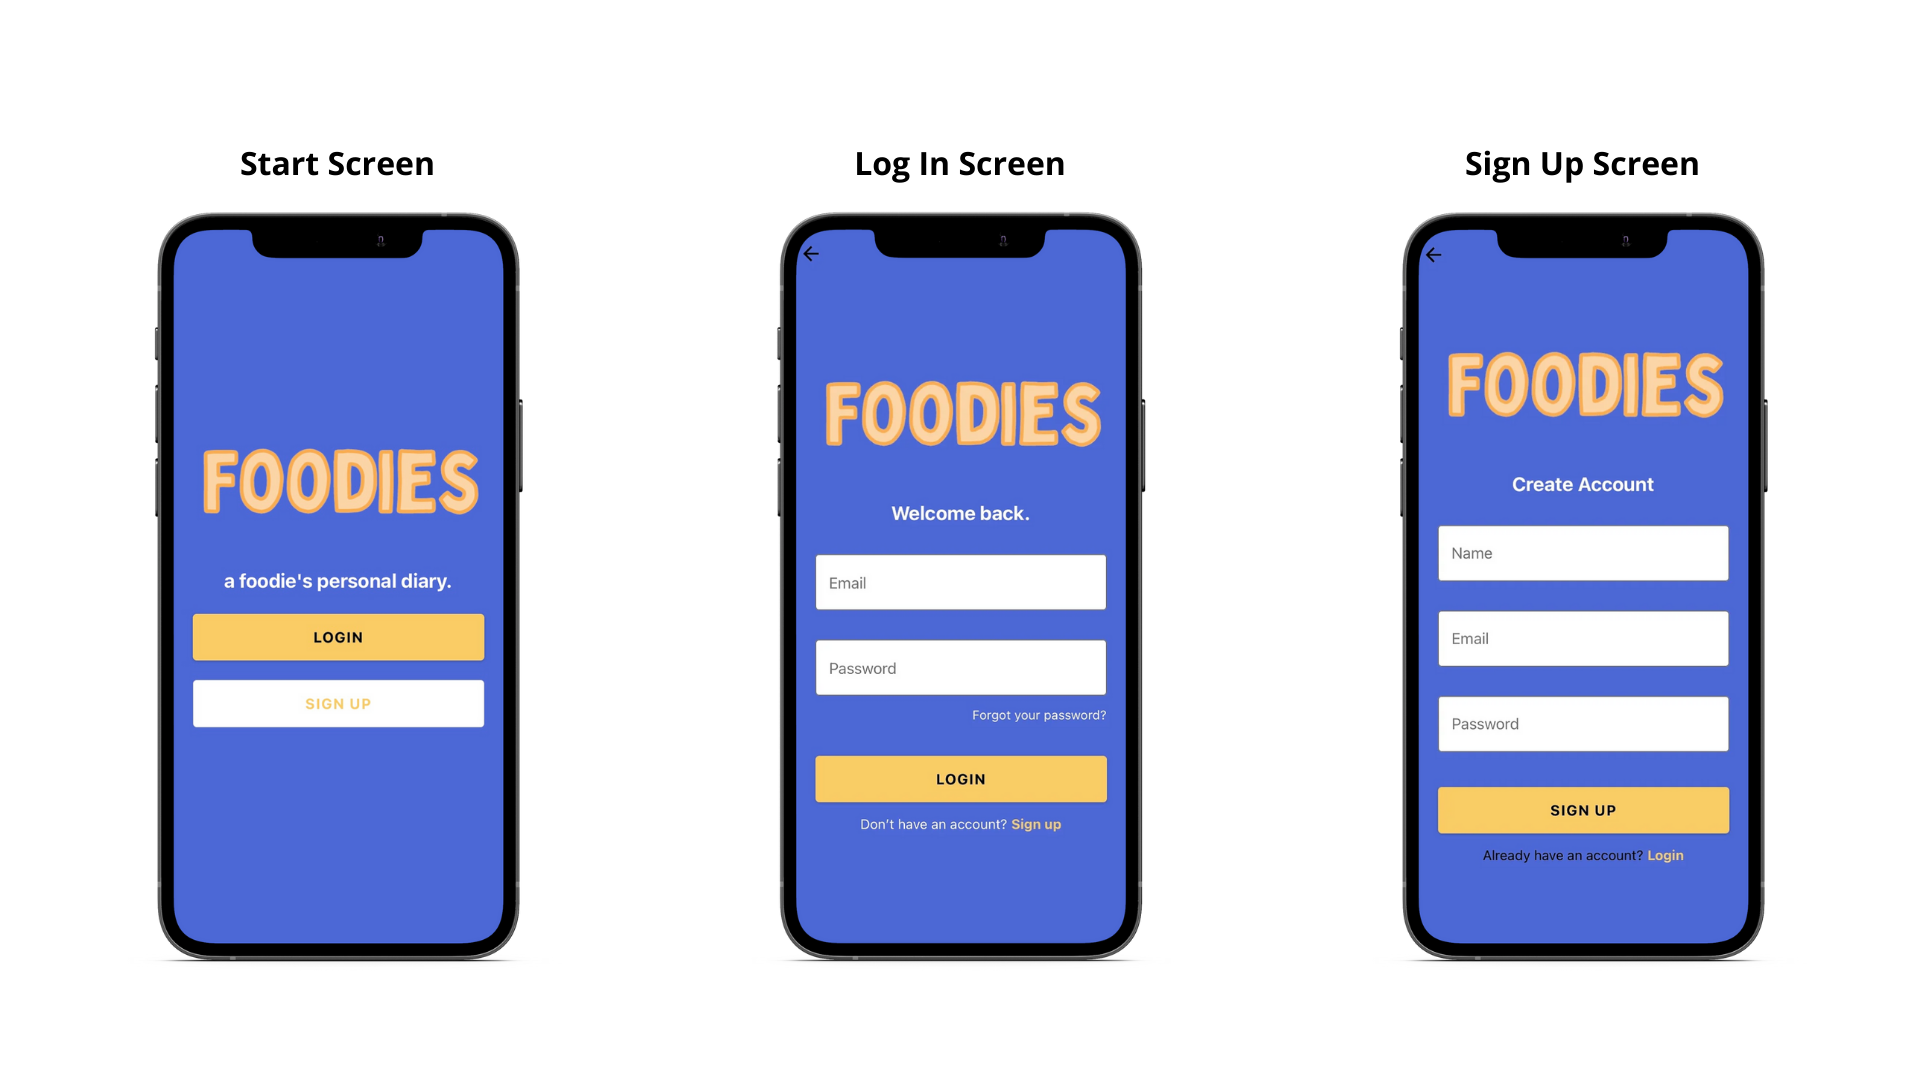 Start Screen
FOODIES
a foodie's personal diary.
LOGIN
SIGN UP
Log In Screen
FOODIES
Welcome back.
Email
Password
Forgot your password?
LOGIN
Don't have an account? Sign up
Sign Up Screen
FOODIES
Create Account
Name
Email
Password
SIGN UP
Already have an account? Login